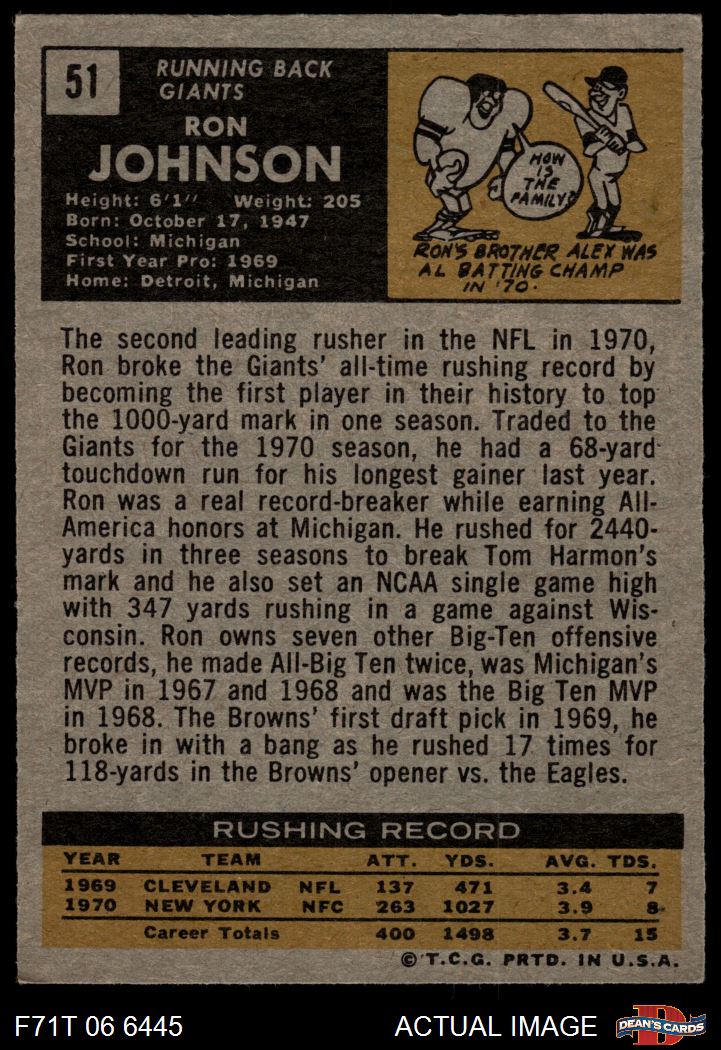 51
RUNNING BACK
GIANTS
RON
JOHNSON
Height: 6'1" Weight: 205
Born: October 17, 1947
School: Michigan
First Year Pro: 1969
Home: Detroit, Michigan
HOW
IS
THE
FAMILY?
RON'S BROTHER ALEX WAS
AL BATTING CHAMP
IN '70.
The second leading rusher in the NFL in 1970,
Ron broke the Giants' all-time rushing record by
becoming the first player in their history to top
the 1000-yard mark in one season. Traded to the
Giants for the 1970 season, he had a 68-yard
touchdown run for his longest gainer last year.
Ron was a real record-breaker while earning All-
America honors at Michigan. He rushed for 2440-
yards in three seasons to break Tom Harmon's
mark and he also set an NCAA single game high
with 347 yards rushing in a game against Wis-
consin. Ron owns seven other Big-Ten offensive
records, he made All-Big Ten twice, was Michigan's
MVP in 1967 and 1968 and was the Big Ten MVP
in 1968. The Browns' first draft pick in 1969, he
broke in with a bang as he rushed 17 times for
118-yards in the Browns' opener vs. the Eagles.
RUSHING RECORD
YEAR TEAM ATT. YDS. AVG. TDS.
1969 CLEVELAND NFL 137 471 3.4 7
1970 NEW YORK NFC 263 1027 3.9 8
Career Totals 400 1498 3.7 15
© T.C.G. PRTD. IN U.S.A.
F71T 06 6445 ACTUAL IMAGE D DEAN'S CARDS